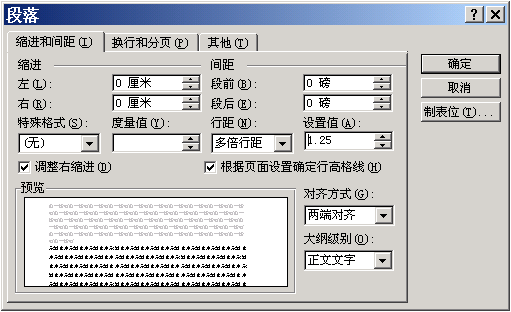 段落
缩进和间距(I) 换行和分页(P) 其他(T)
缩进 间距
左(L): 0 厘米 段前(B): 0 磅
右(R): 0 厘米 段后(E): 0 磅
特殊格式(S): 度量值(Y): 行距(N): 设置值(A):
(无) 多倍行距 1.25
调整右缩进(D) 根据页面设置确定行高格线(H)
预览
对齐方式(G):
两端对齐
大纲级别(O):
正文文字
确定
取消
制表位(T)...